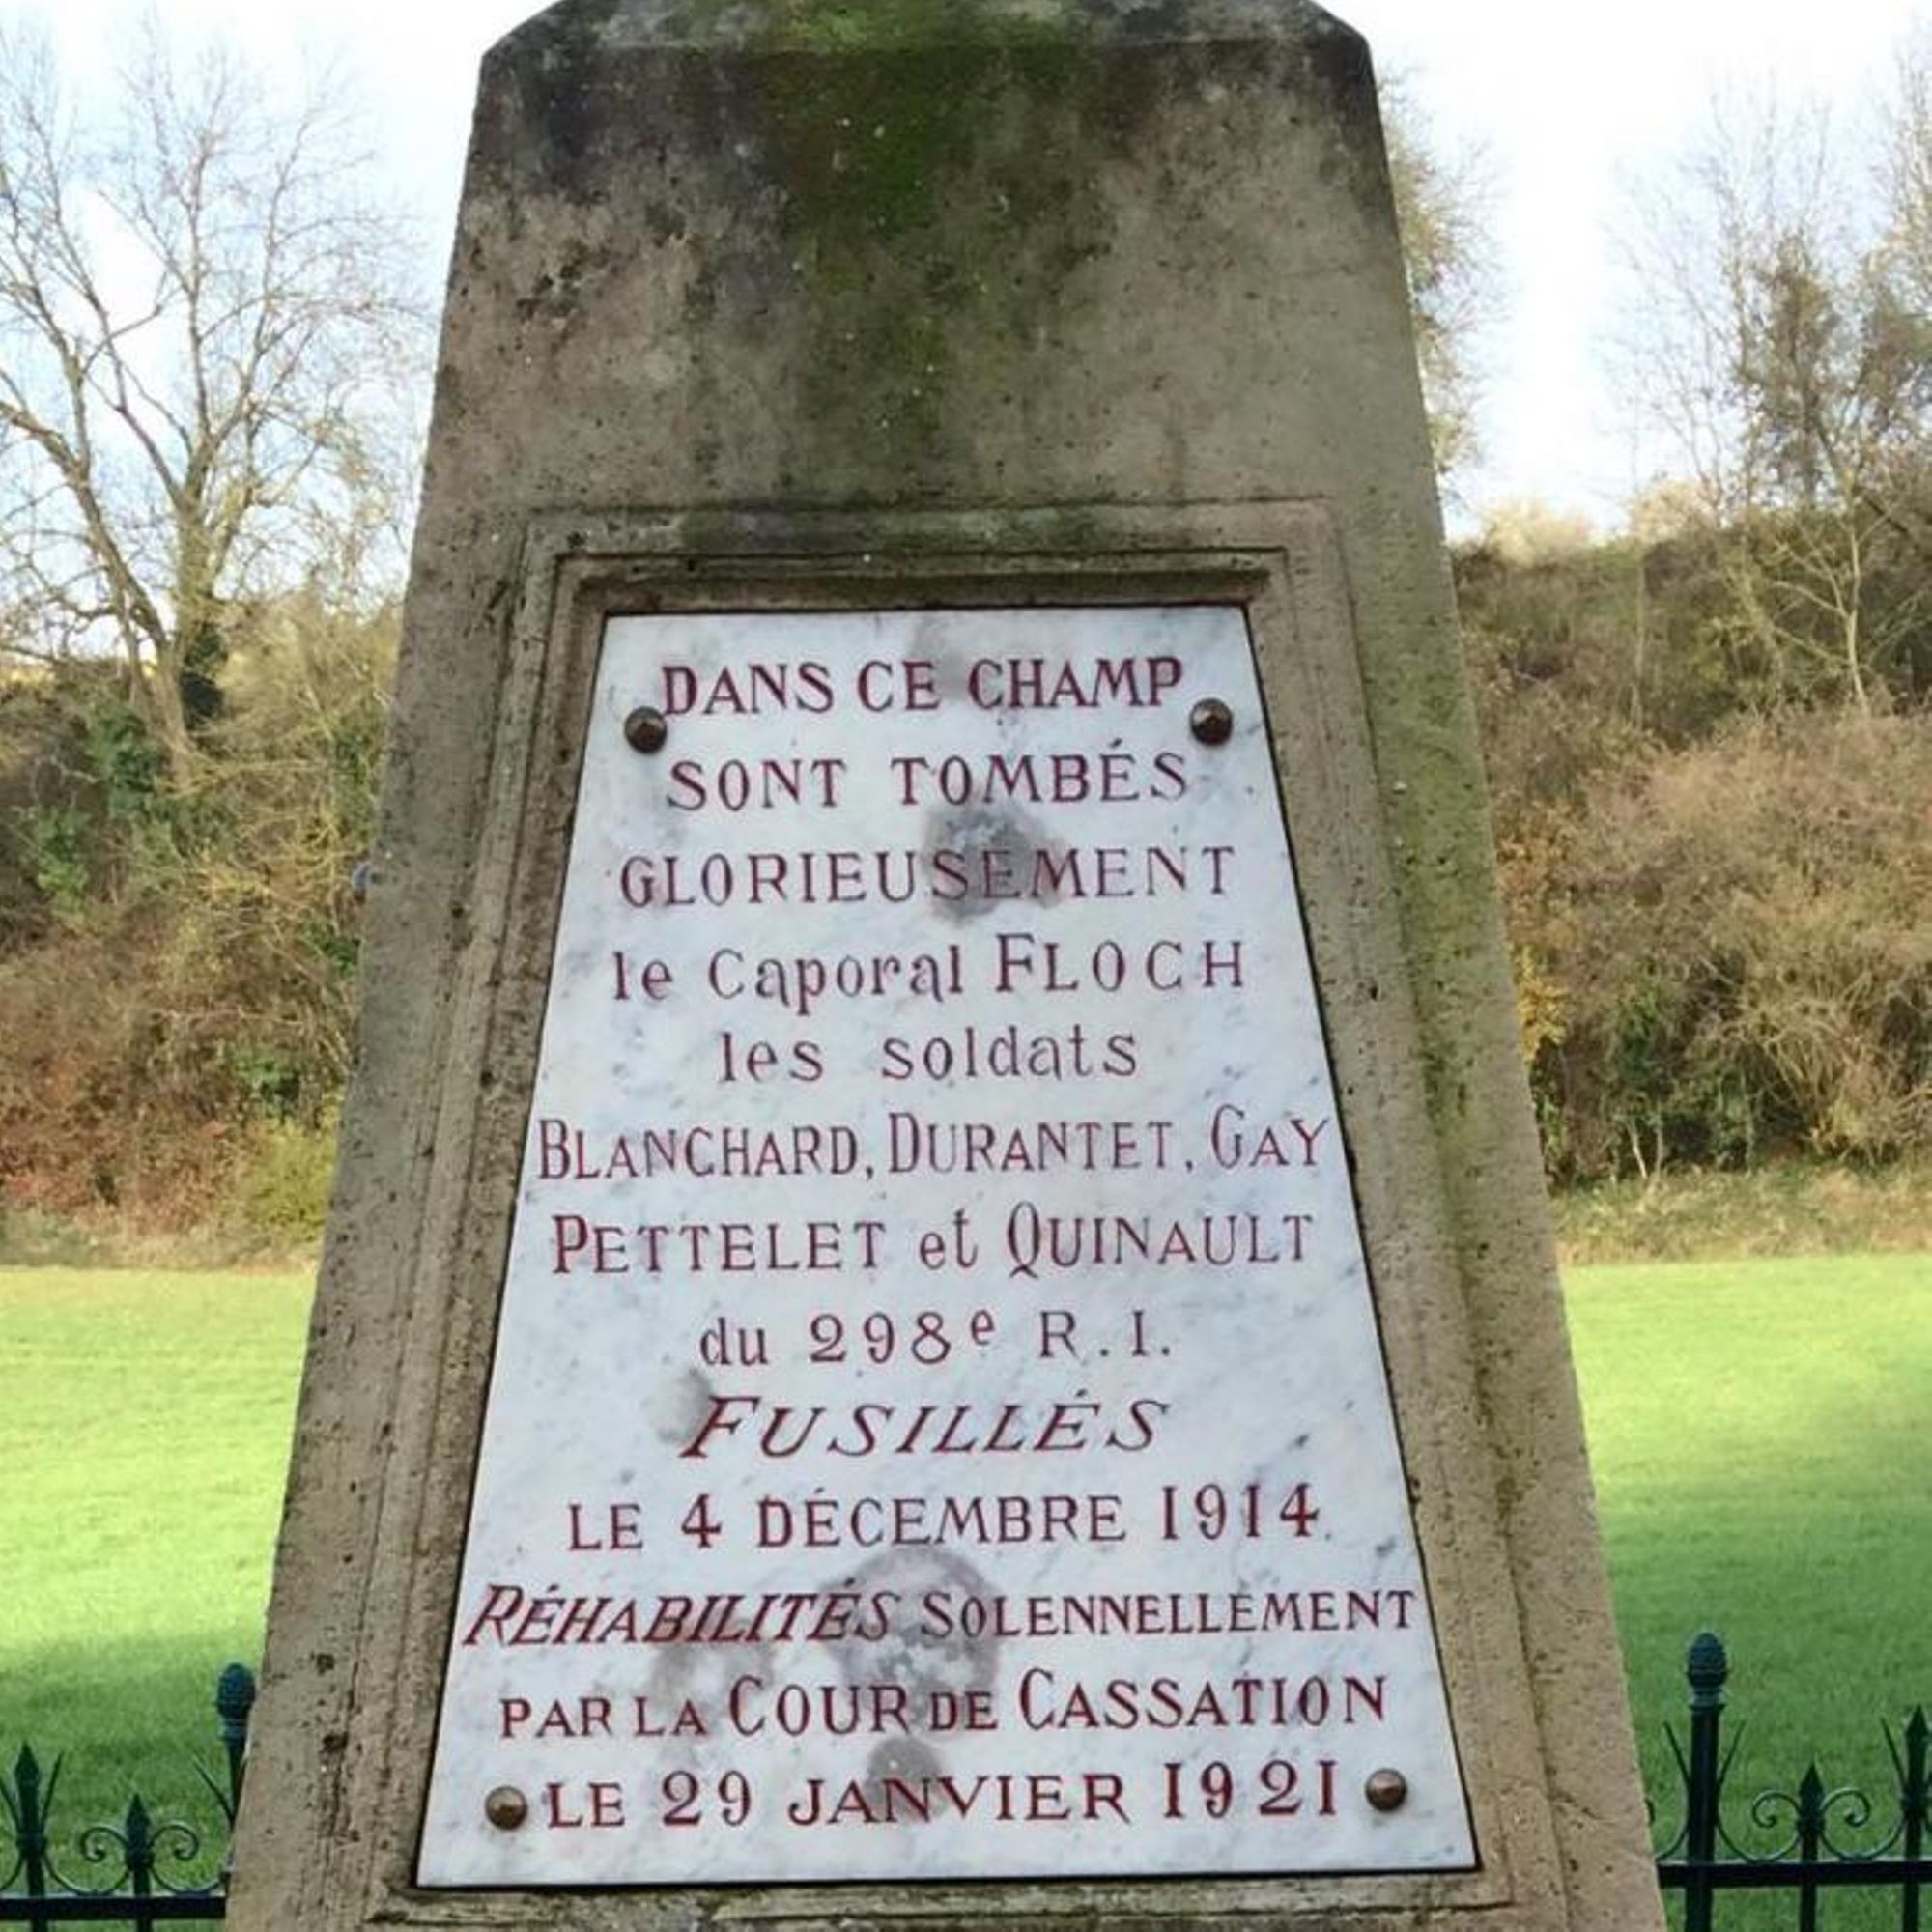 DANS CE CHAMP
SONT TOMBÉS
GLORIEUSEMENT
le Caporal FLOCH
les soldats
BLANCHARD, DURANTET, GAY
PETTELET et QUINAULT
du 298e R.I.
FUSILLÉS
LE 4 DÉCEMBRE 1914.
RÉHABILITÉS SOLENNELLEMENT
PAR LA COUR DE CASSATION
LE 29 JANVIER 1921